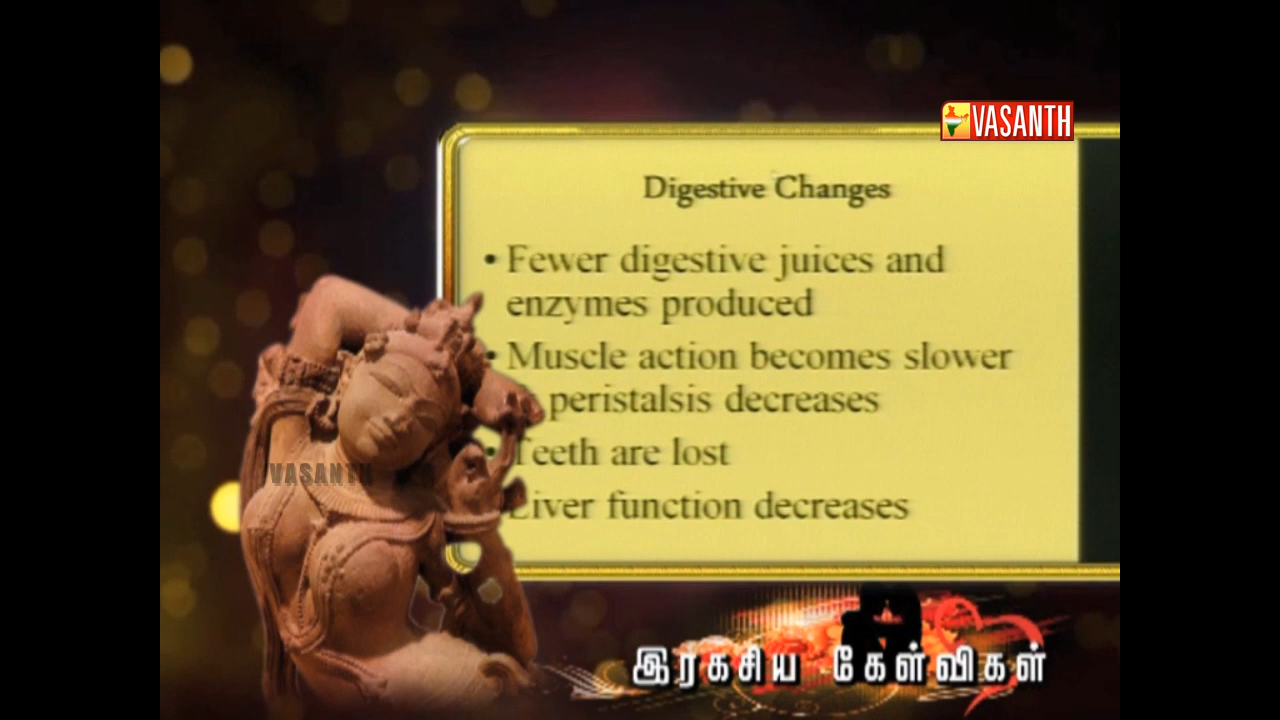 VASANTH
Digestive Changes
• Fewer digestive juices and
enzymes produced
• Muscle action becomes slower
peristalsis decreases
• Teeth are lost
Liver function decreases
VASANTH
இரகசிய கேள்விகள்